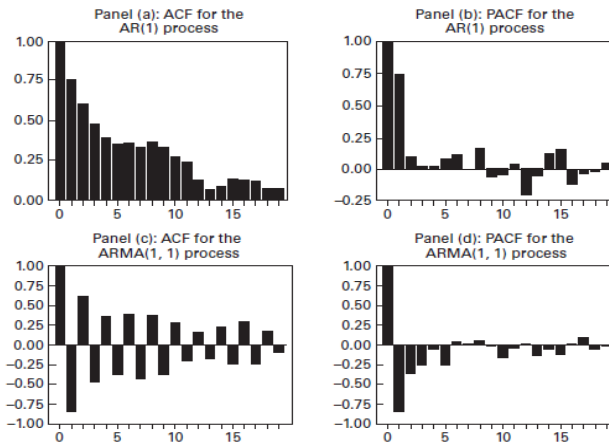 Panel (a): ACF for the
AR(1) process
1.00
0.75
0.50
0.25
0.00
0 5 10 15
Panel (b): PACF for the
AR(1) process
1.00
0.75
0.50
0.25
0.00
−0.25
0 5 10 15
Panel (c): ACF for the
ARMA(1, 1) process
1.00
0.75
0.50
0.25
0.00
−0.25
−0.50
−0.75
−1.00
0 5 10 15
Panel (d): PACF for the
ARMA(1, 1) process
1.00
0.75
0.50
0.25
0.00
−0.25
−0.50
−0.75
−1.00
0 5 10 15